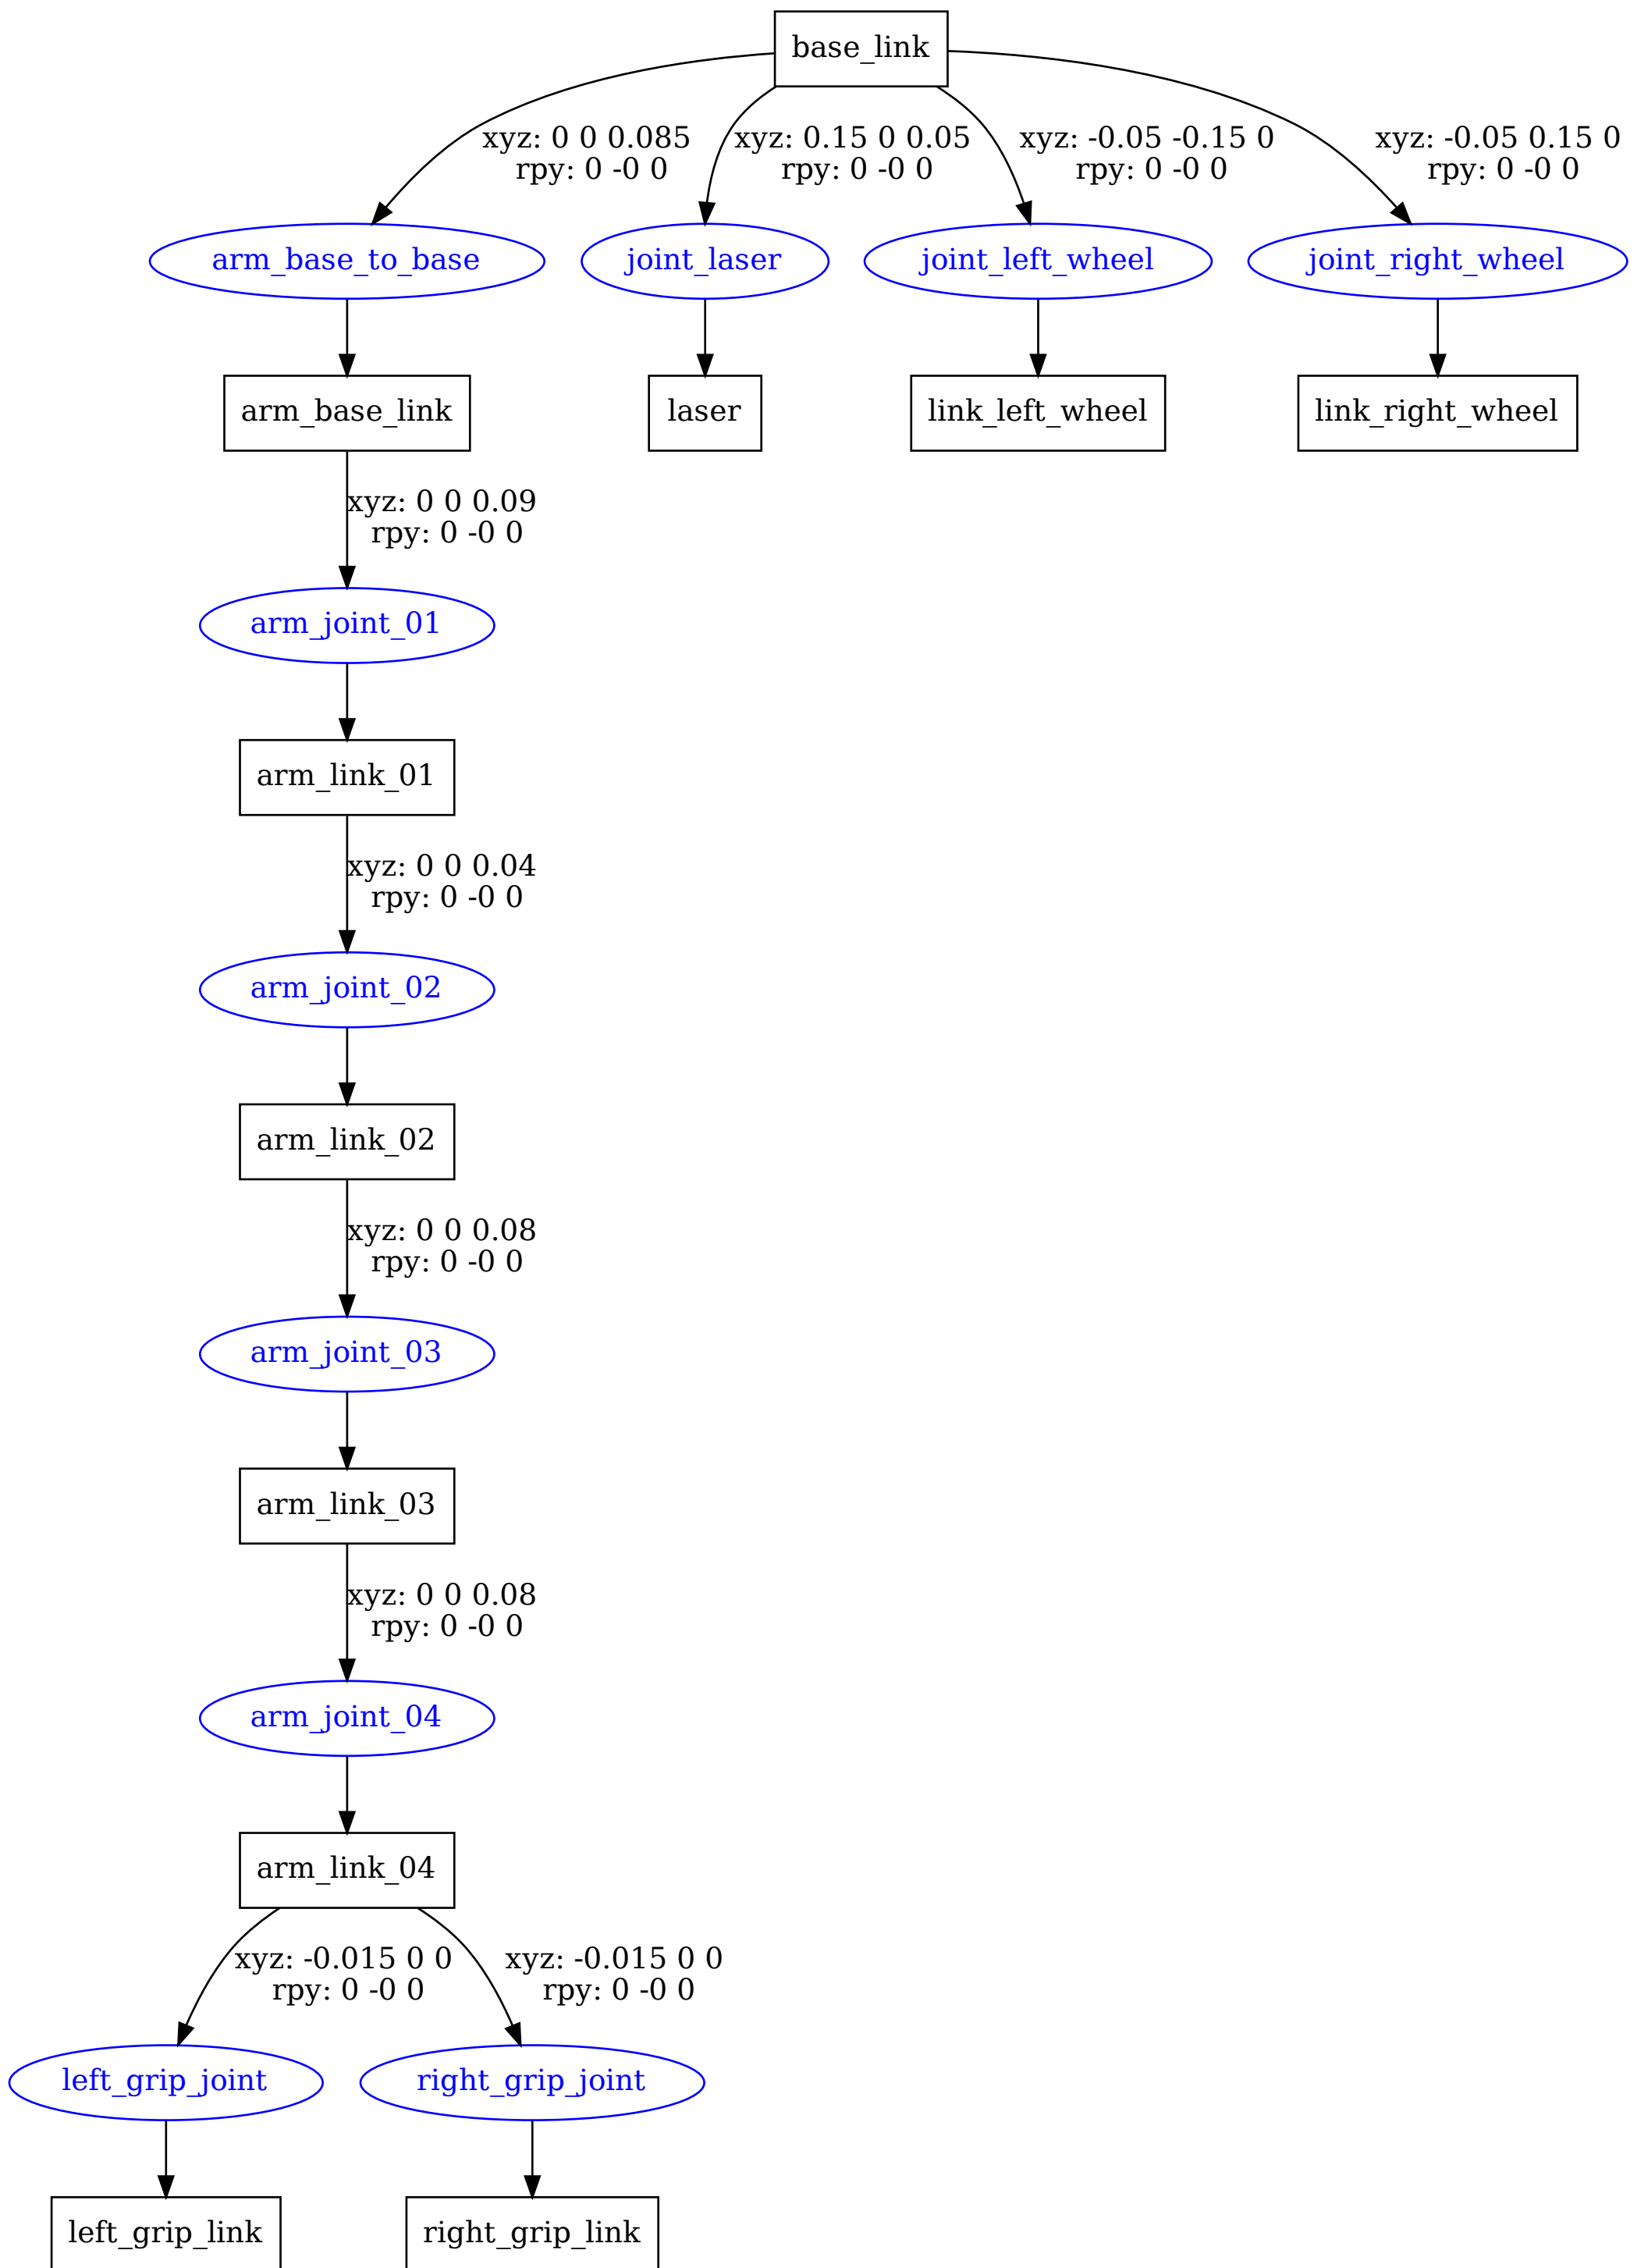 base_link
xyz: 0 0 0.085
rpy: 0 -0 0
xyz: 0.15 0 0.05
rpy: 0 -0 0
xyz: -0.05 -0.15 0
rpy: 0 -0 0
xyz: -0.05 0.15 0
rpy: 0 -0 0
arm_base_to_base
joint_laser
joint_left_wheel
joint_right_wheel
arm_base_link
laser
link_left_wheel
link_right_wheel
xyz: 0 0 0.09
rpy: 0 -0 0
arm_joint_01
arm_link_01
xyz: 0 0 0.04
rpy: 0 -0 0
arm_joint_02
arm_link_02
xyz: 0 0 0.08
rpy: 0 -0 0
arm_joint_03
arm_link_03
xyz: 0 0 0.08
rpy: 0 -0 0
arm_joint_04
arm_link_04
xyz: -0.015 0 0
rpy: 0 -0 0
xyz: -0.015 0 0
rpy: 0 -0 0
left_grip_joint
right_grip_joint
left_grip_link
right_grip_link